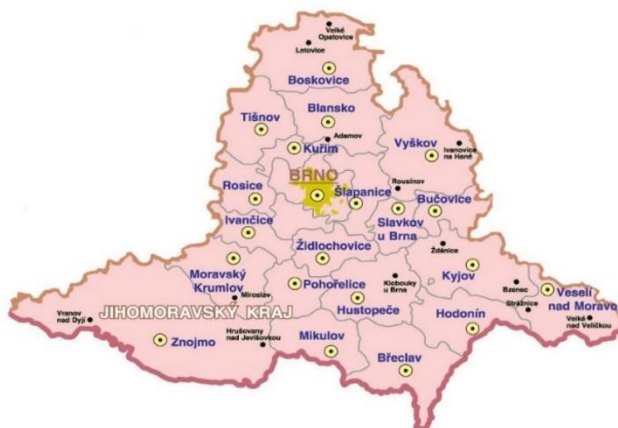 Velké
Opatovice
Letovice
Boskovice
Blansko
Tišnov
Adamov
Kuřim
Vyškov
Ivanovice
na Hané
BRNO
Rousínov
Rosice
Šlapanice
Bučovice
Slavkov
u Brna
Ivančice
Židlochovice
Ždánice
Moravský
Krumlov
Miroslav
Pohořelice
Klobouky
u Brna
Kyjov
Bzenec
Veselí
nad Moravo
Strážnice
Velká
nad Veličkou
Vranov
nad Dyjí
JIHOMORAVSKÝ KRAJ
Hustopeče
Hodonín
Hrušovany
nad Jevišovkou
Znojmo
Mikulov
Břeclav